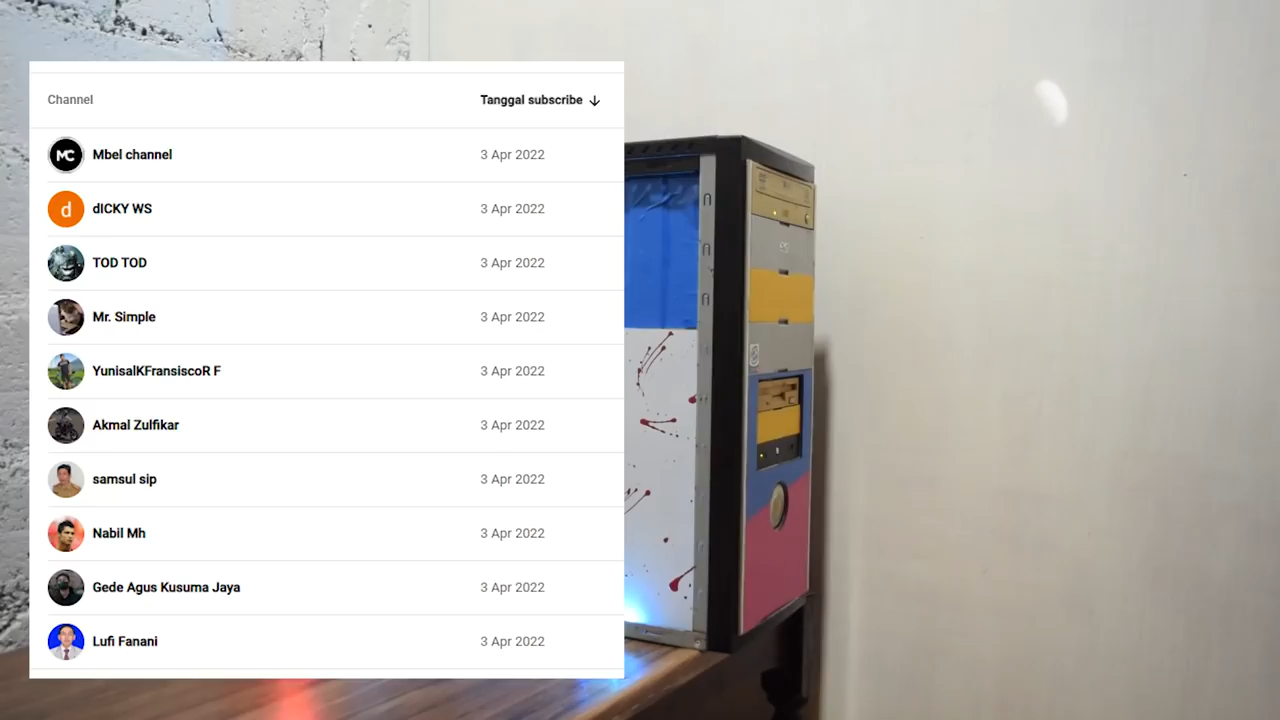 Channel Tanggal subscribe
MC Mbel channel 3 Apr 2022
d dICKY WS 3 Apr 2022
TOD TOD 3 Apr 2022
Mr. Simple 3 Apr 2022
YunisalKFransiscoR F 3 Apr 2022
Akmal Zulfikar 3 Apr 2022
samsul sip 3 Apr 2022
Nabil Mh 3 Apr 2022
Gede Agus Kusuma Jaya 3 Apr 2022
Lufi Fanani 3 Apr 2022